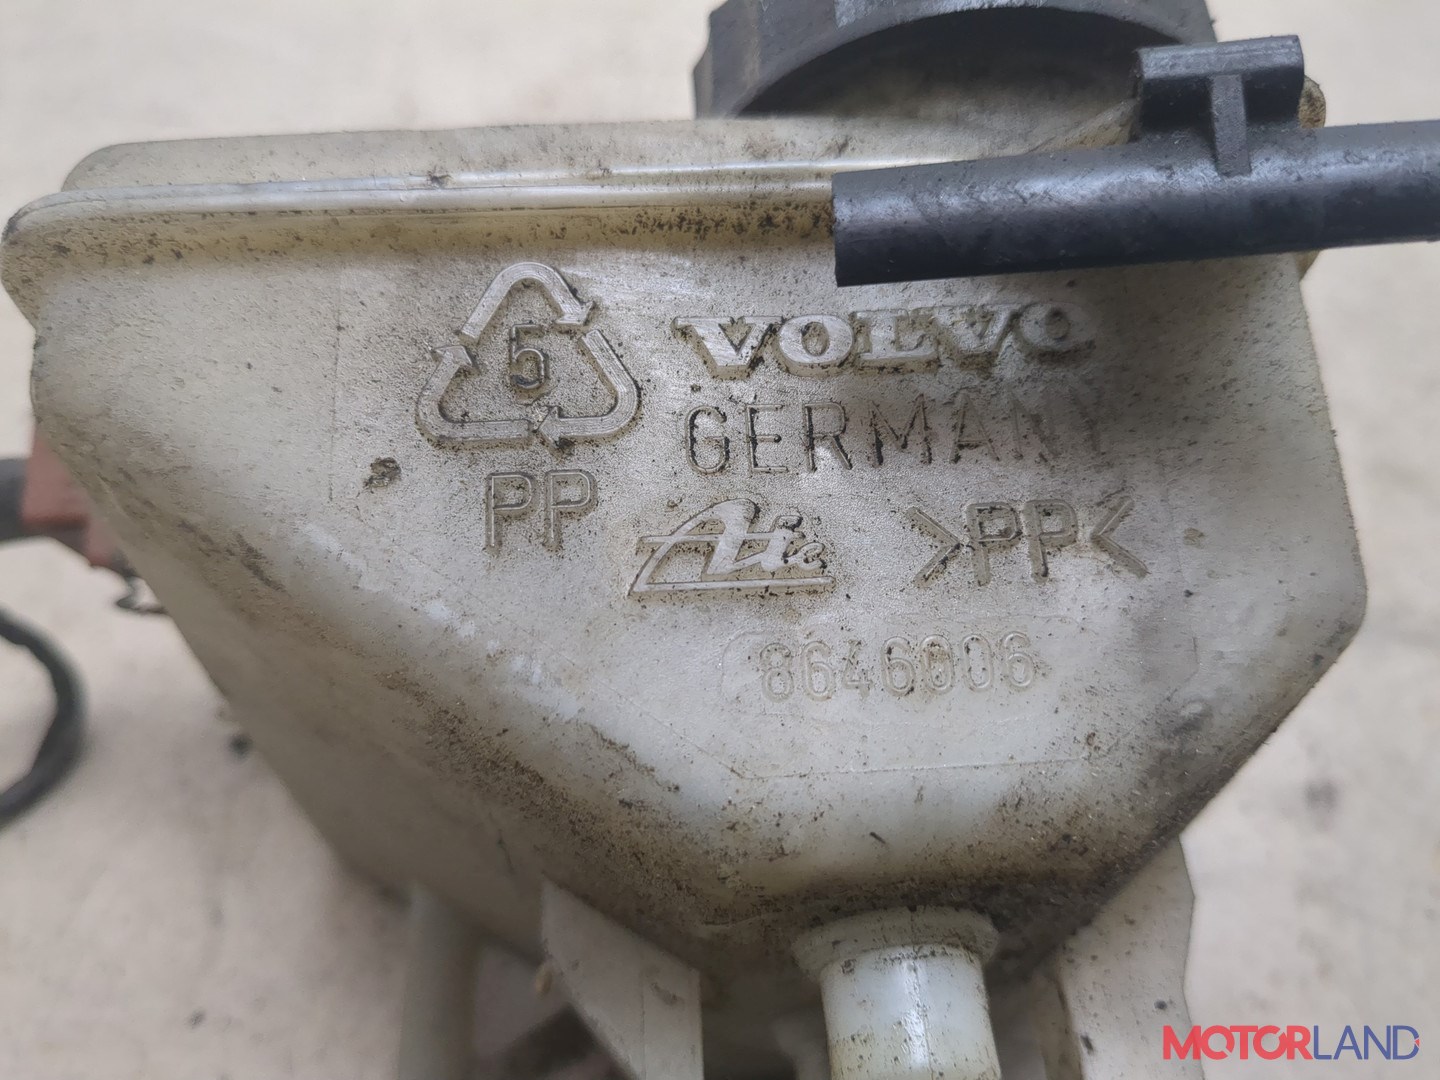 5
VOLVO
GERMANY
PP
Ate
>PP<
8646006
MOTORLAND